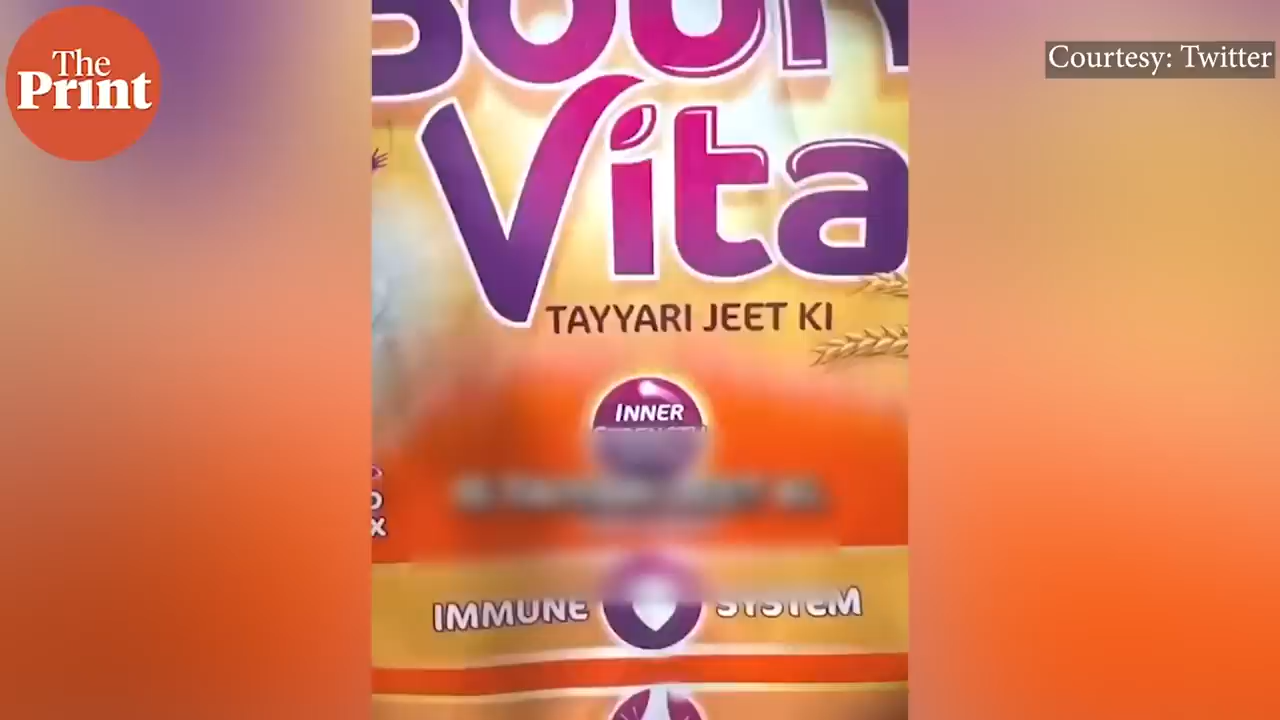 The
Print
Courtesy: Twitter
Vita
TAYYARI JEET KI
INNER
IMMUNE SYSTEM